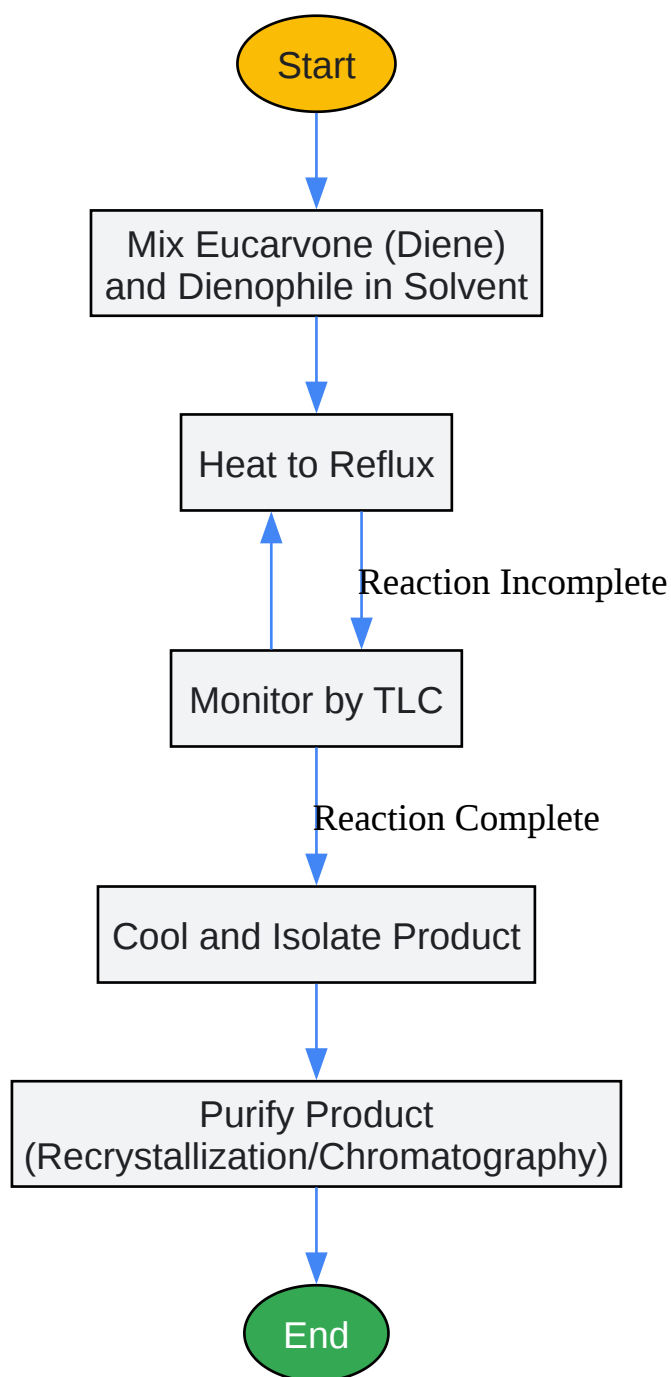 Start
Mix Eucarvone (Diene)
and Dienophile in Solvent
Heat to Reflux
Reaction Incomplete
Monitor by TLC
Reaction Complete
Cool and Isolate Product
Purify Product
(Recrystallization/Chromatography)
End